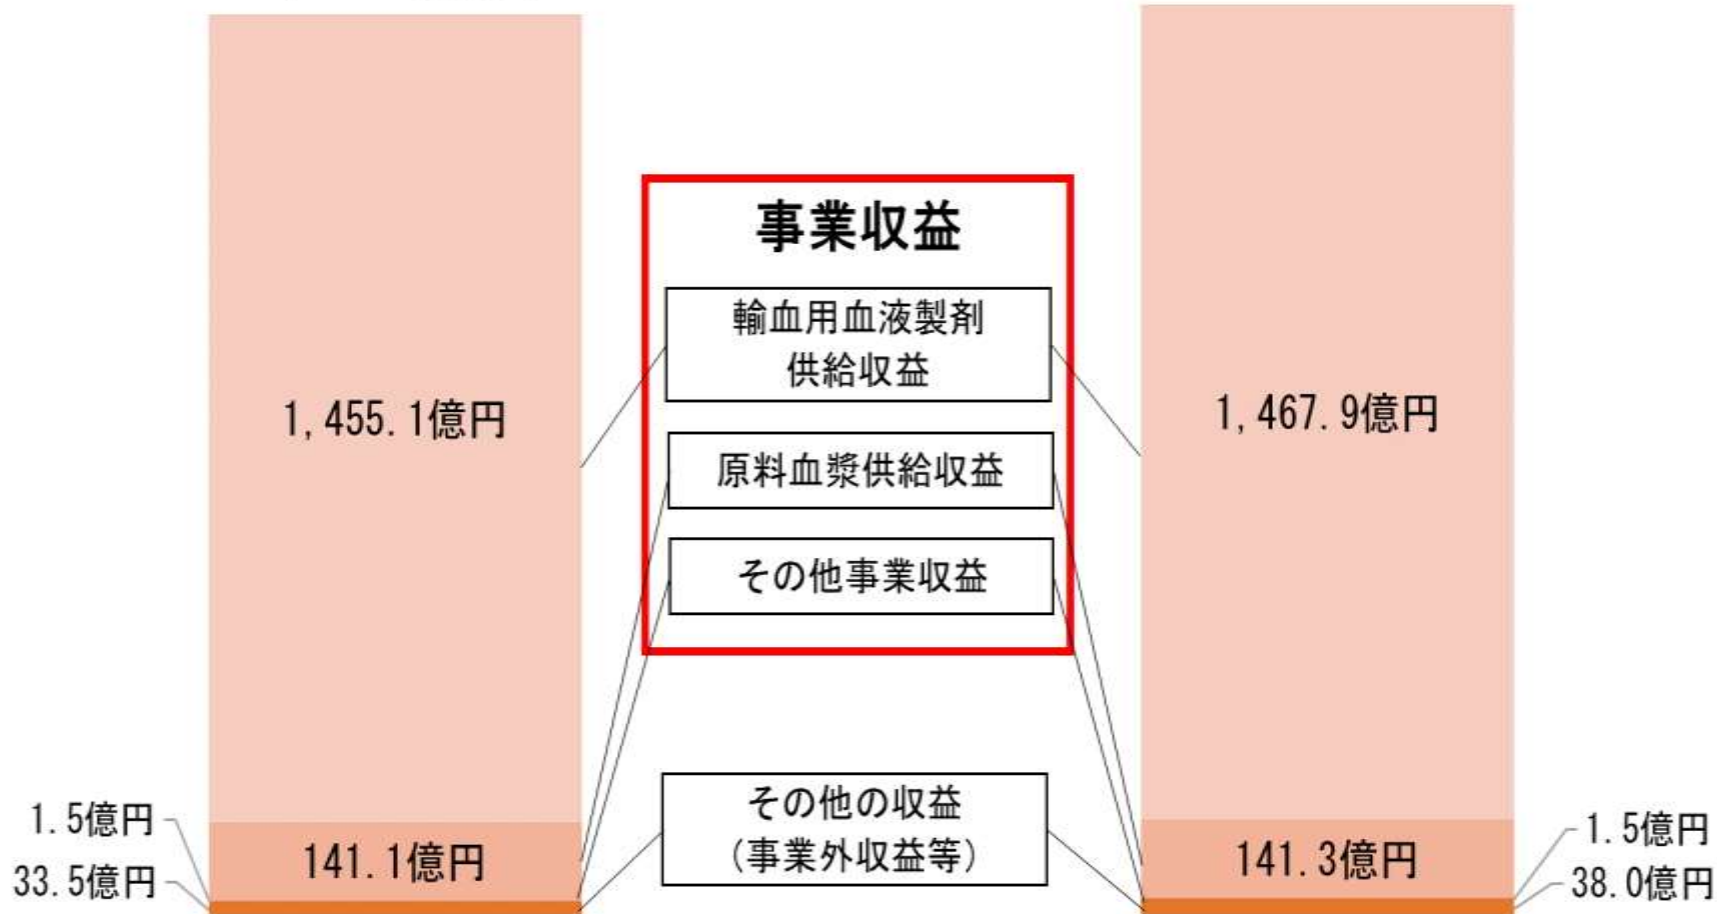 事業収益
輸血用血液製剤
供給収益
1,455.1億円
1,467.9億円
原料血漿供給収益
その他事業収益
その他の収益
(事業外収益等)
1.5億円
141.1億円
33.5億円
141.3億円
1.5億円
38.0億円